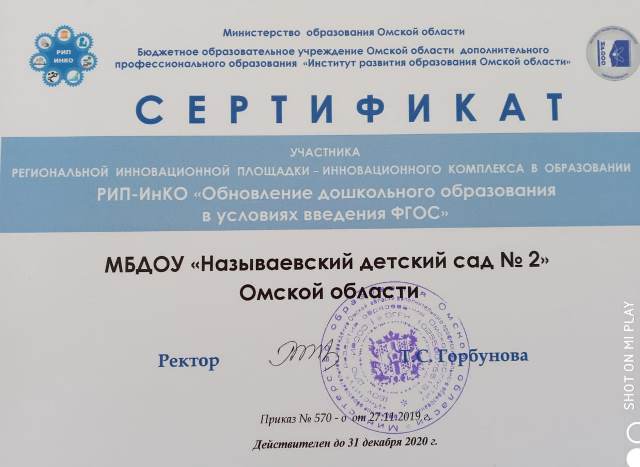 Министерство образования Омской области
Бюджетное образовательное учреждение Омской области дополнительного
профессионального образования «Институт развития образования Омской области»
РИП
ИНКО
СЕРТИФИКАТ
УЧАСТНИКА
РЕГИОНАЛЬНОЙ ИННОВАЦИОННОЙ ПЛОЩАДКИ – ИННОВАЦИОННОГО КОМПЛЕКСА В ОБРАЗОВАНИИ
РИП-ИнКО «Обновление дошкольного образования
в условиях введения ФГОС»
МБДОУ «Называевский детский сад № 2»
Омской области
Ректор
Т.С. Горбунова
Приказ № 570 - о от 27.11.2019 г.
Действителен до 31 декабря 2020 г.
SHOT ON MI PLAY